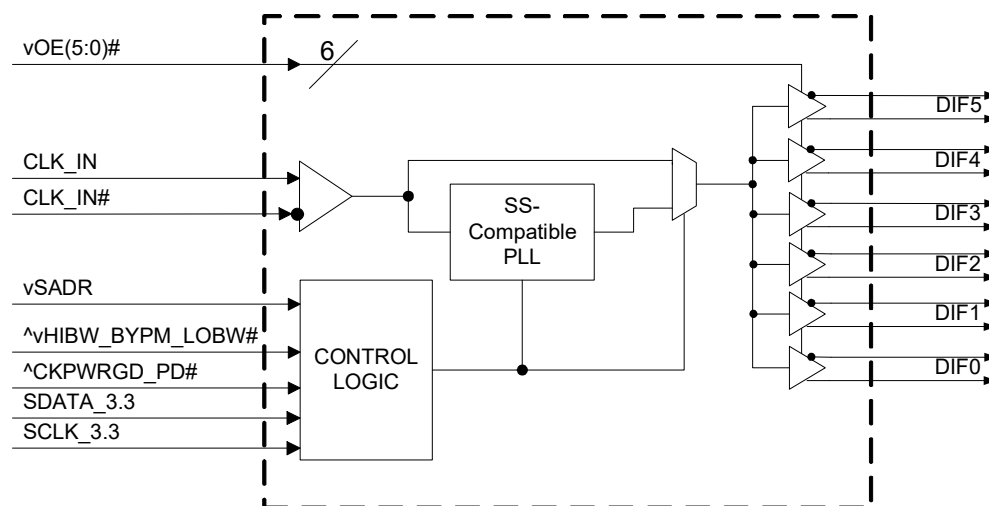 vOE(5:0)#
6
DIF5
CLK_IN
DIF4
CLK_IN#
SS-
Compatible
PLL
DIF3
DIF2
vSADR
DIF1
^vHIBW_BYPM_LOBW#
CONTROL
LOGIC
^CKPWRGD_PD#
DIF0
SDATA_3.3
SCLK_3.3